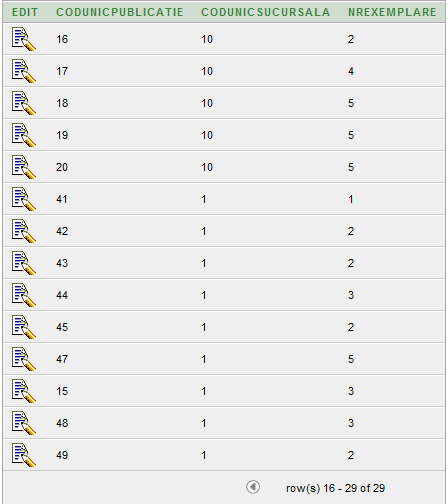 EDIT CODUNICPUBLICATIE CODUNICSUCURSALA NREXEMPLARE
16 10 2
17 10 4
18 10 5
19 10 5
20 10 5
41 1 1
42 1 2
43 1 2
44 1 3
45 1 2
47 1 5
15 1 3
48 1 3
49 1 2
row(s) 16 - 29 of 29